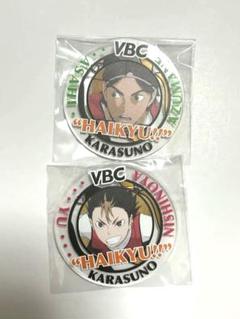 VBC
ASAHI AZUMANE
"HAIKYU!!"
KARASUNO
VBC
NISHINOYA YU
"HAIKYU!!"
KARASUNO